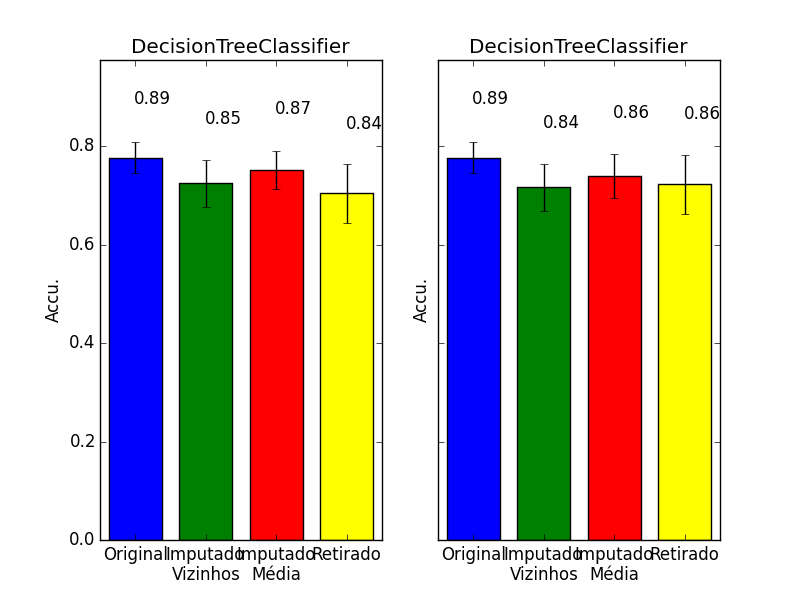 DecisionTreeClassifier
0.89
0.85
0.87
0.84
0.8
0.6
0.4
0.2
0.0
Accu.
Original
Imputado
Vizinhos
Imputado
Média
Retirado
DecisionTreeClassifier
0.89
0.84
0.86
0.86
Accu.
Original
Imputado
Vizinhos
Imputado
Média
Retirado